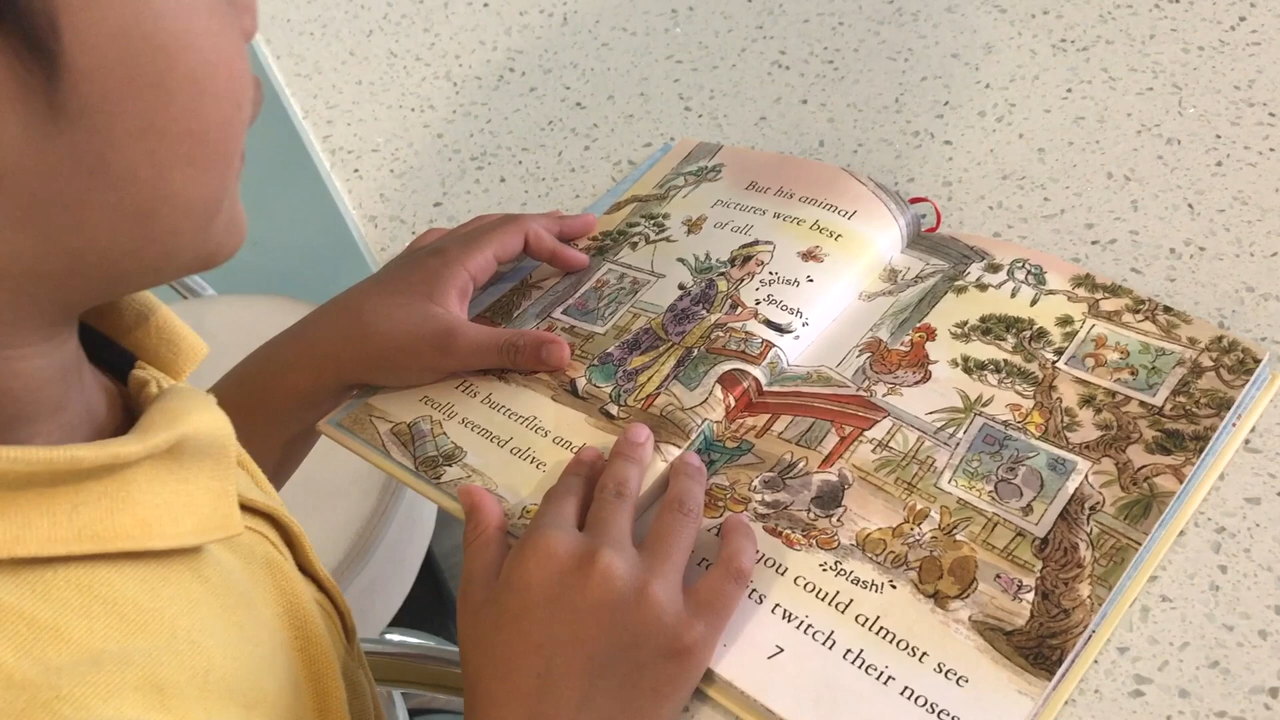 But his animal
pictures were best
of all.
Splish
Splosh
His butterflies and
really seemed alive.
Splash!
you could almost see
twitch their noses
7